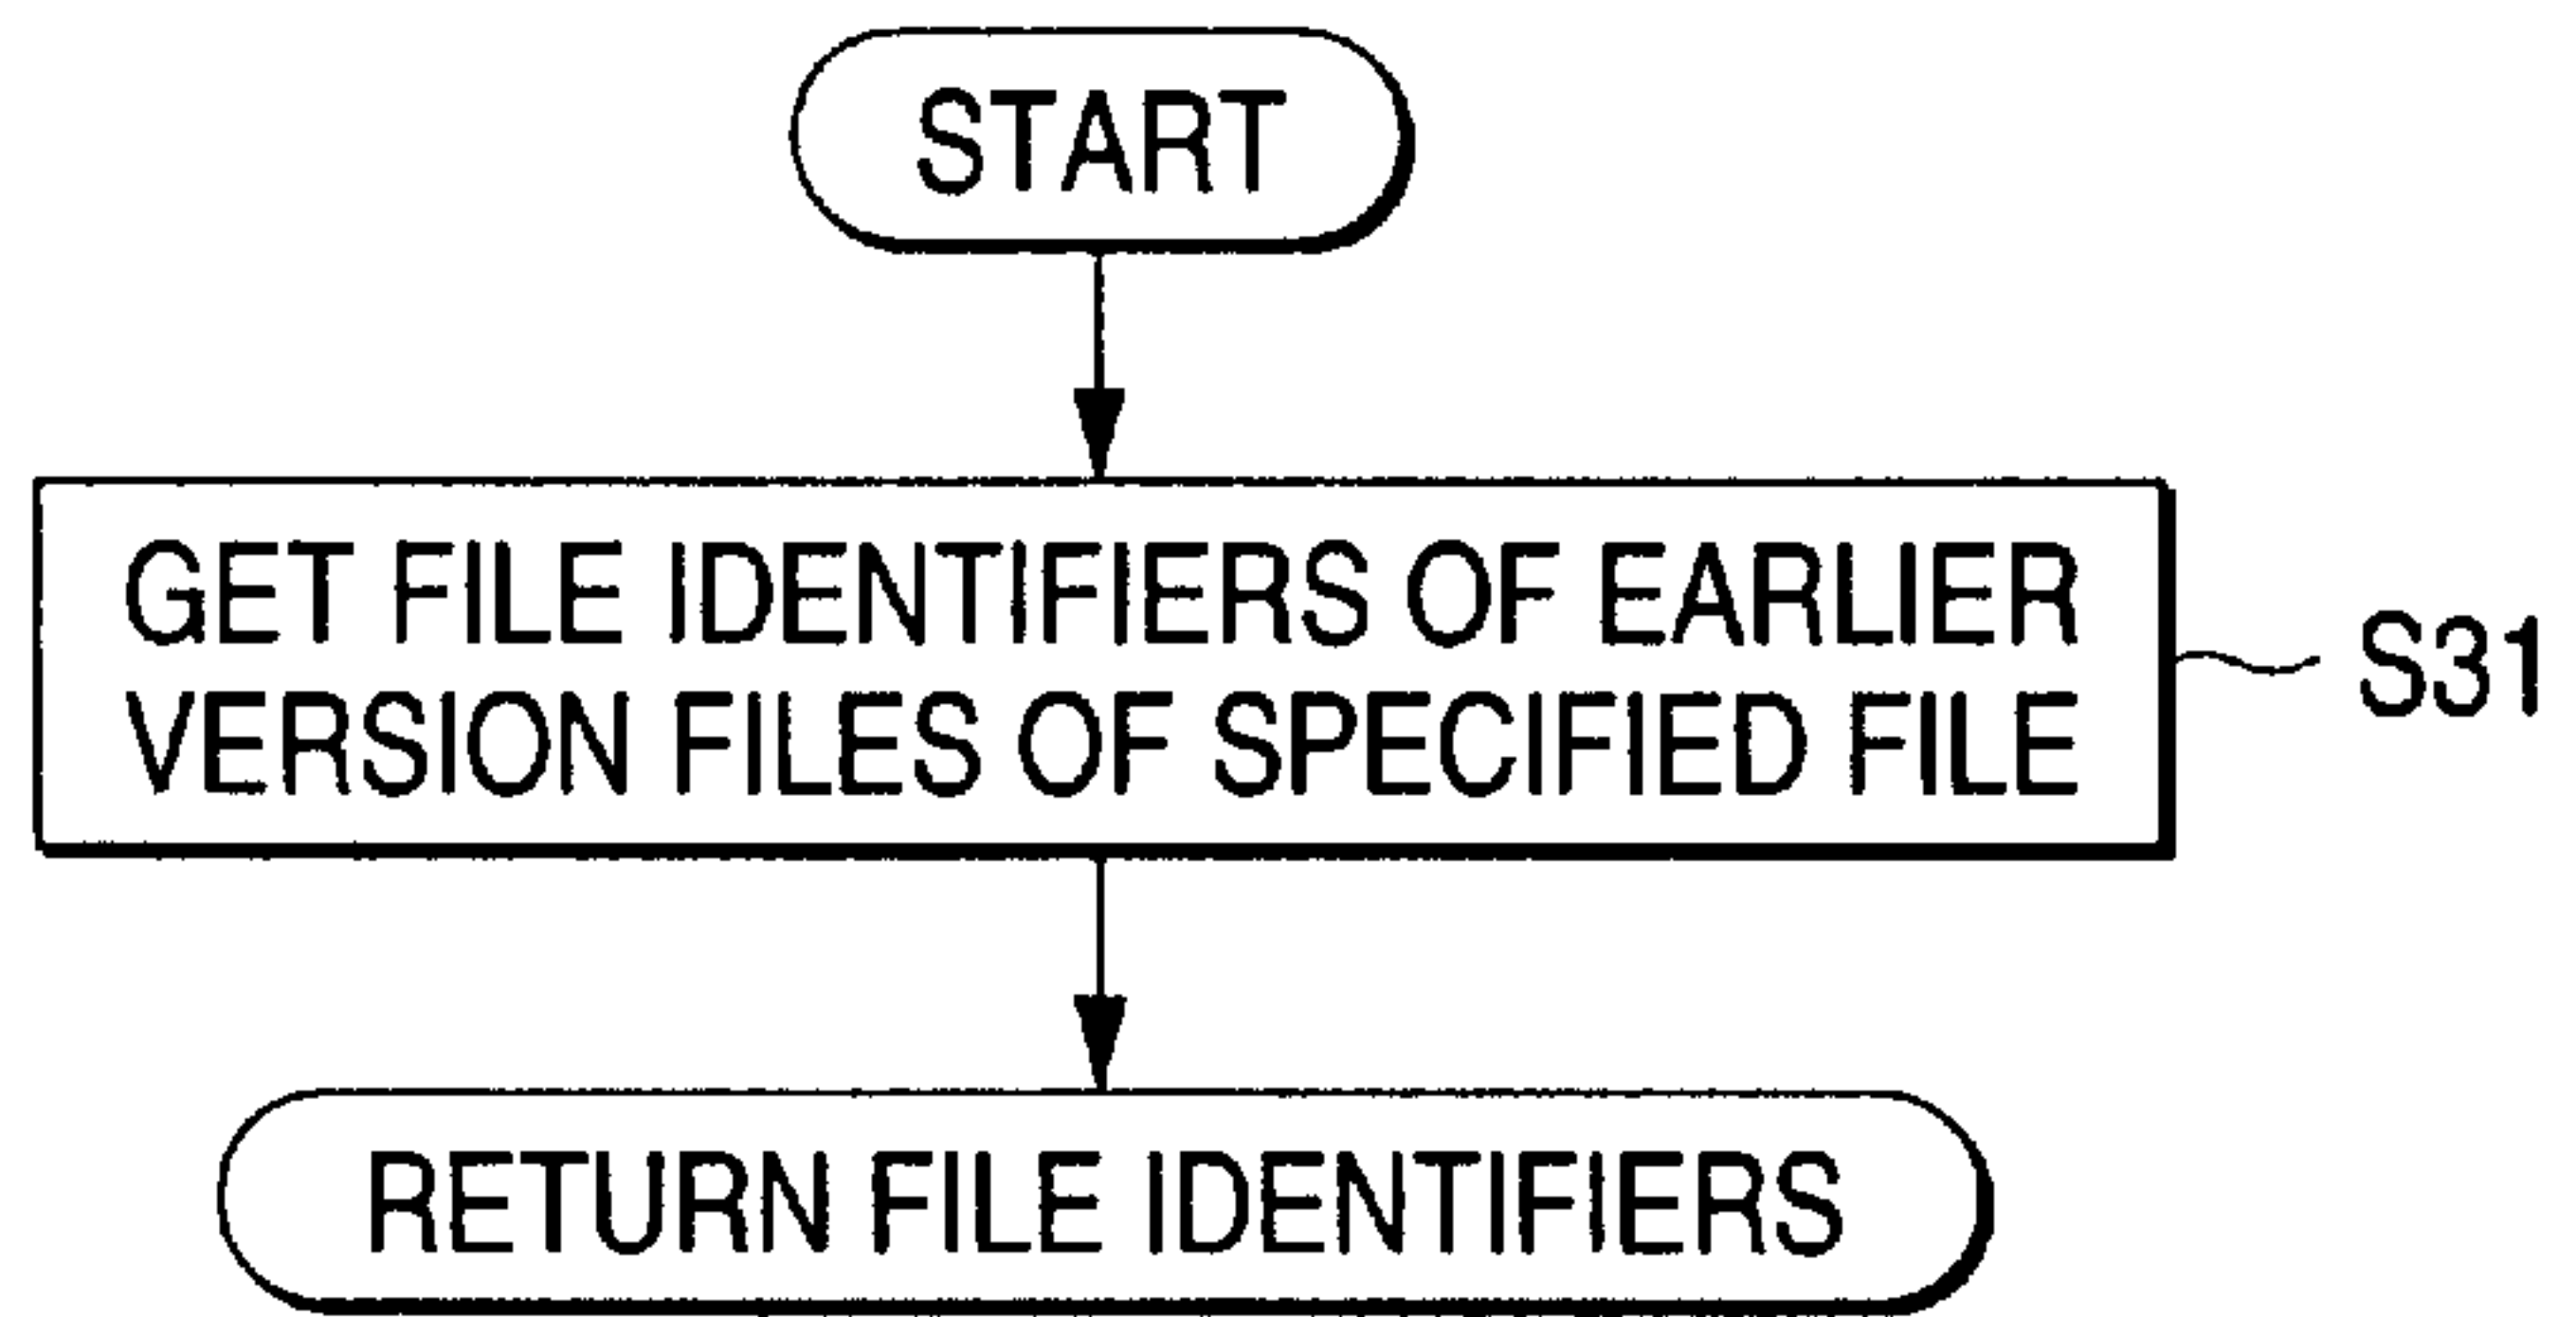 START
GET FILE IDENTIFIERS OF EARLIER
VERSION FILES OF SPECIFIED FILE
S31
RETURN FILE IDENTIFIERS